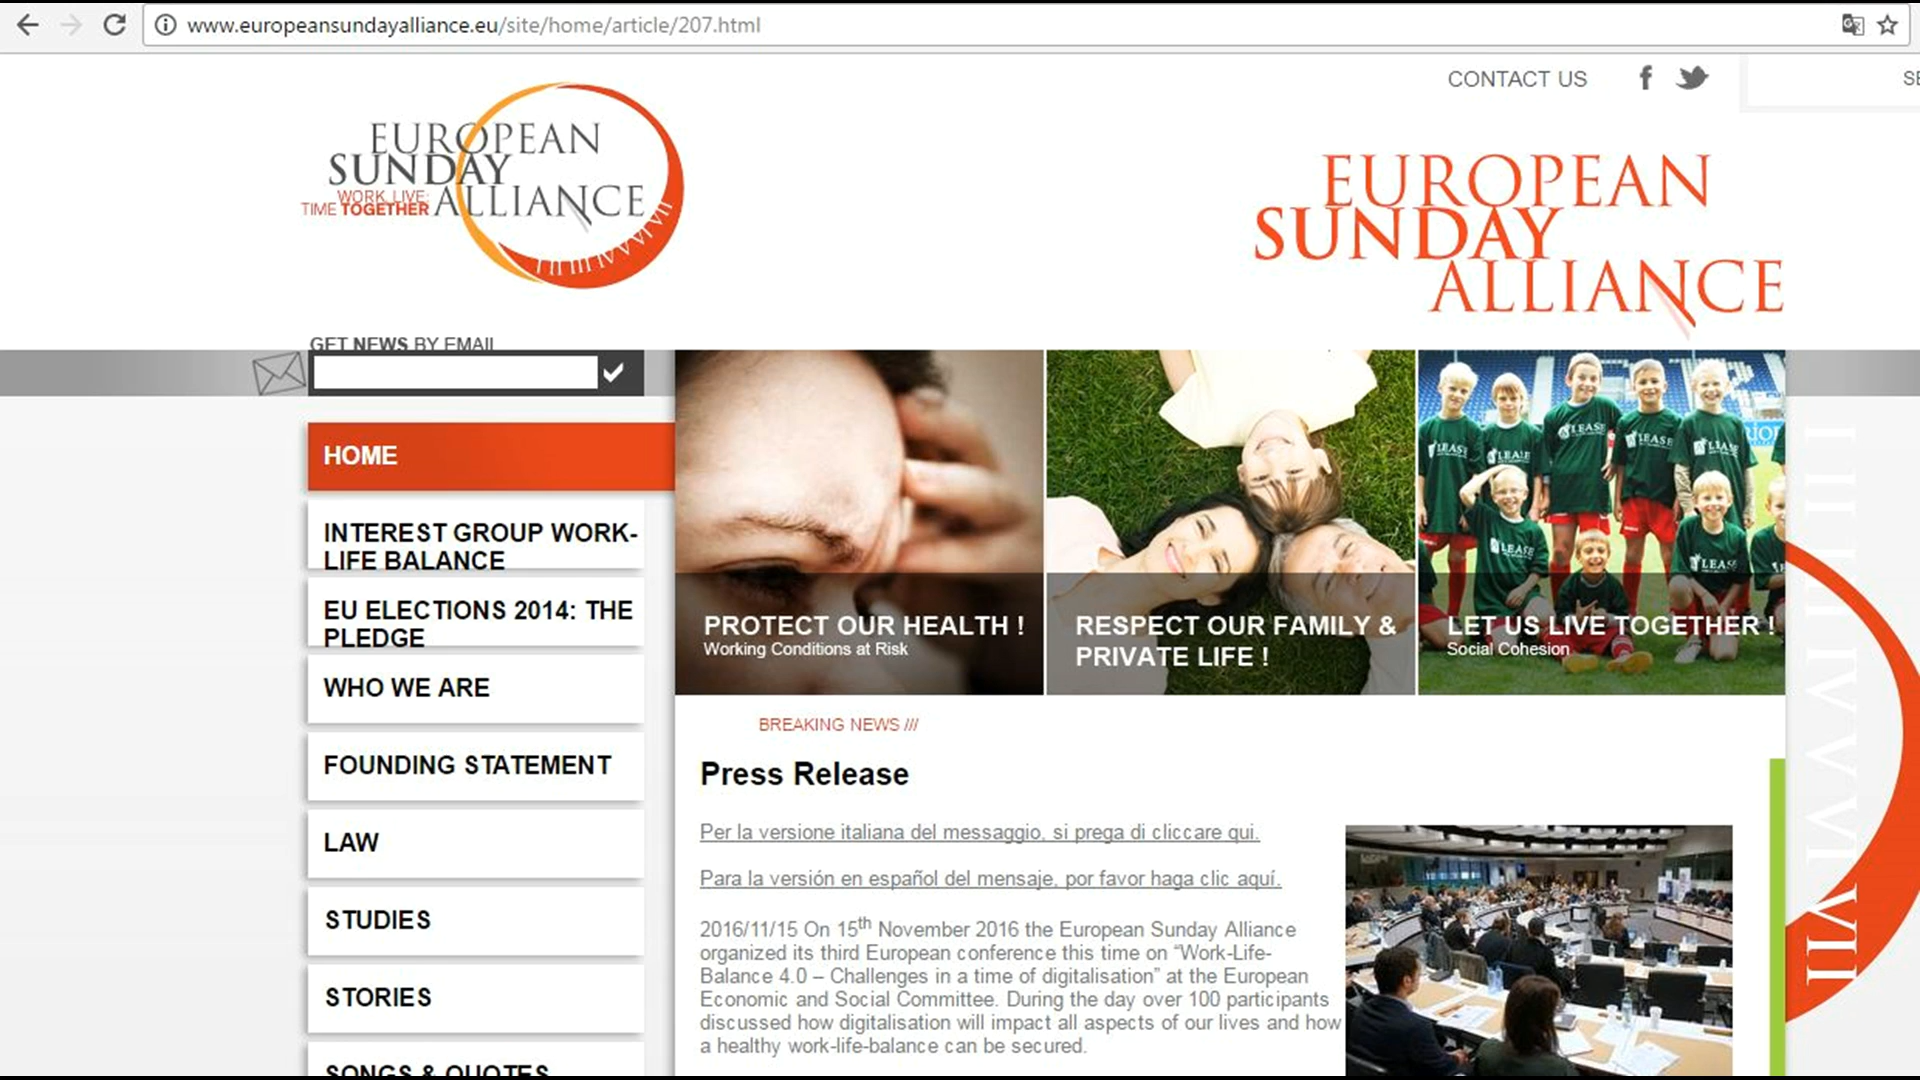 www.europeansundayalliance.eu/site/home/article/207.html
CONTACT US
EUROPEAN
SUNDAY
ALLIANCE
WORK, LIVE:
TIME TOGETHER
EUROPEAN
SUNDAY
ALLIANCE
GET NEWS BY EMAIL
HOME
INTEREST GROUP WORK-
LIFE BALANCE
EU ELECTIONS 2014: THE
PLEDGE
WHO WE ARE
FOUNDING STATEMENT
LAW
STUDIES
STORIES
SONGS & QUOTES
PROTECT OUR HEALTH !
Working Conditions at Risk
RESPECT OUR FAMILY &
PRIVATE LIFE !
LEASE
LEASE
LEASE
LEASE
LEASE
LEASE
LEASE
LET US LIVE TOGETHER !
Social Cohesion
BREAKING NEWS ///
Press Release
Per la versione italiana del messaggio, si prega di cliccare qui.
Para la versión en español del mensaje, por favor haga clic aquí.
2016/11/15 On 15th November 2016 the European Sunday Alliance
organized its third European conference this time on “Work-Life-
Balance 4.0 – Challenges in a time of digitalisation” at the European
Economic and Social Committee. During the day over 100 participants
discussed how digitalisation will impact all aspects of our lives and how
a healthy work-life-balance can be secured.